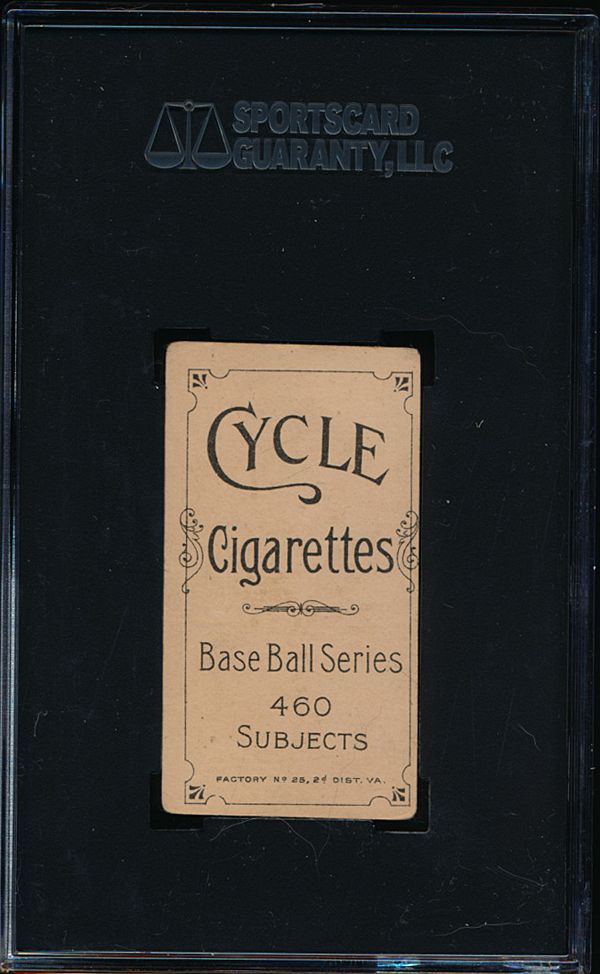 SPORTSCARD
GUARANTY, LLC
CYCLE
Cigarettes
Base Ball Series
460
SUBJECTS
FACTORY Nº 25, 2d DIST. VA.